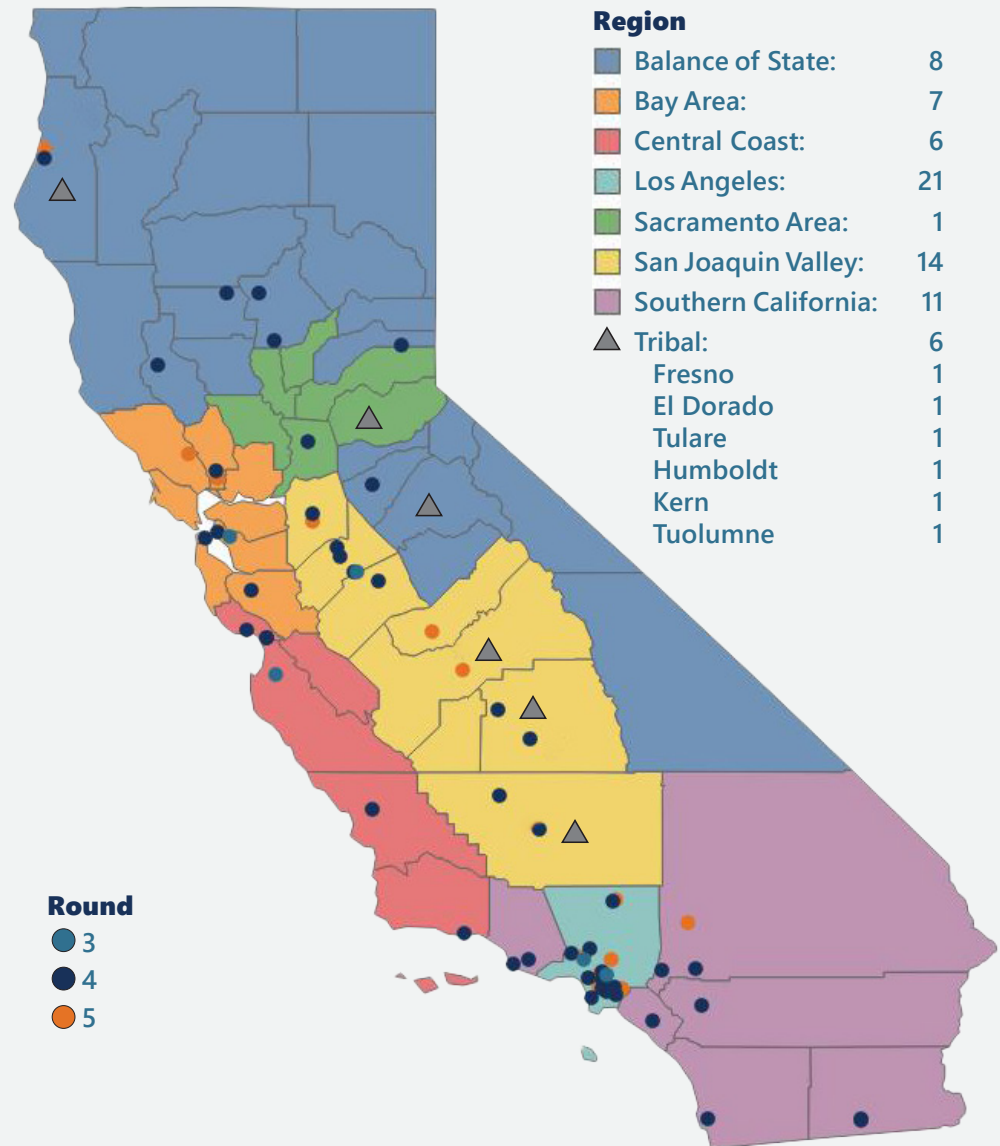 Region
Balance of State: 8
Bay Area: 7
Central Coast: 6
Los Angeles: 21
Sacramento Area: 1
San Joaquin Valley: 14
Southern California: 11
Tribal: 6
Fresno 1
El Dorado 1
Tulare 1
Humboldt 1
Kern 1
Tuolumne 1
Round
3
4
5